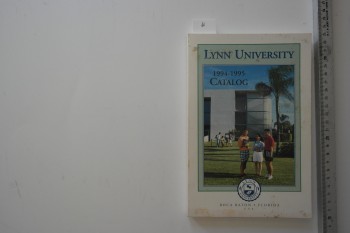 LYNN UNIVERSITY
1994-1995
CATALOG
BOCA RATON FLORIDA